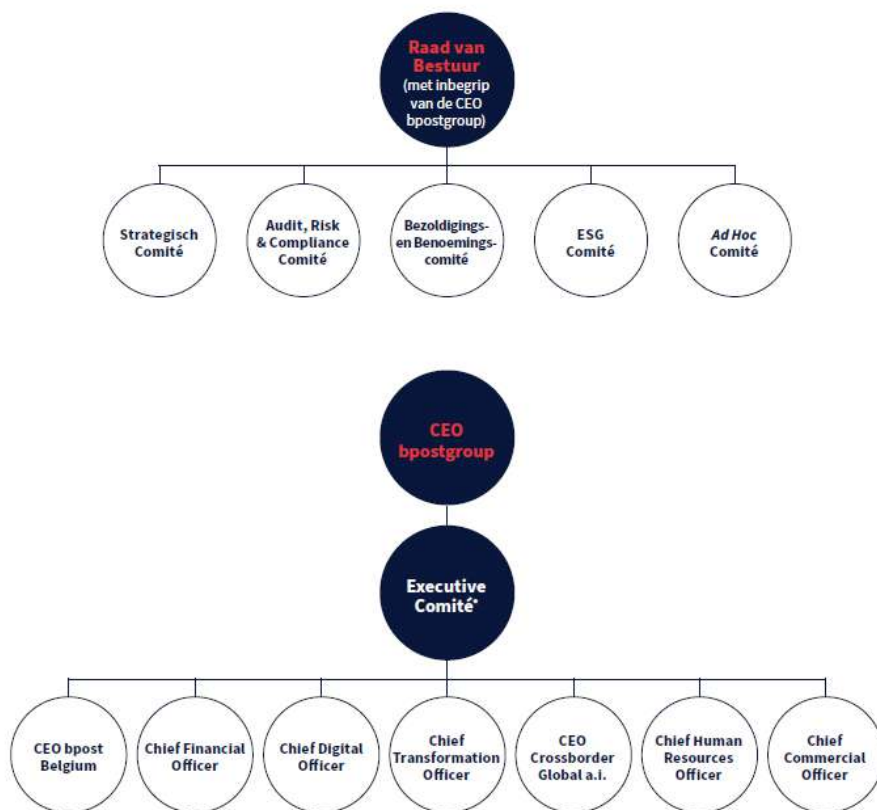 Raad van
Bestuur
(met inbegrip
van de CEO
bpostgroup)
Strategisch
Comité
Audit, Risk
& Compliance
Comité
Bezoldigings-
en Benoemings-
comité
ESG
Comité
Ad Hoc
Comité
CEO
bpostgroup
Executive
Comité*
CEO bpost
Belgium
Chief Financial
Officer
Chief Digital
Officer
Chief
Transformation
Officer
CEO
Crossborder
Global a.i.
Chief Human
Resources
Officer
Chief
Commercial
Officer